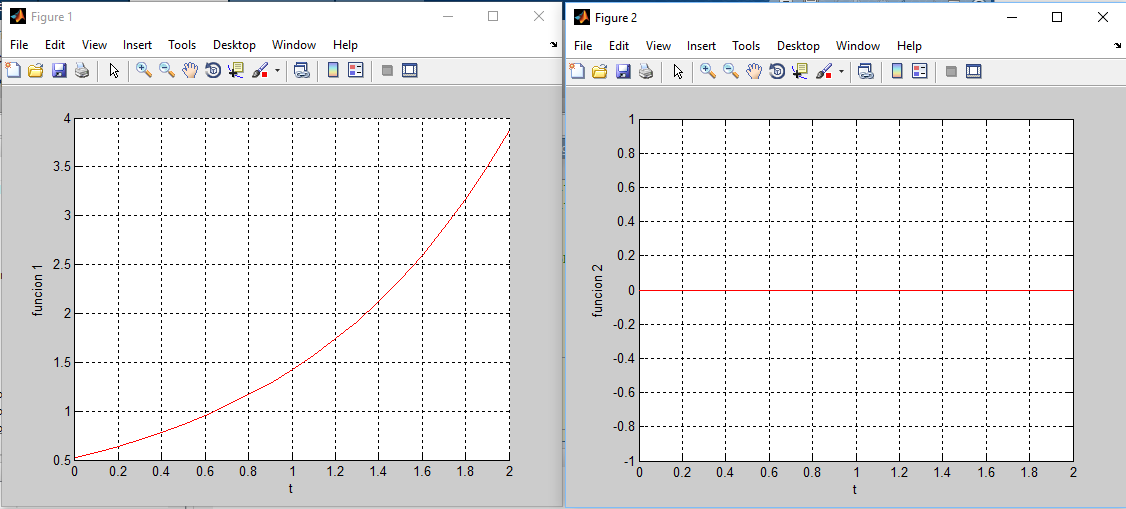 Figure 1
File Edit View Insert Tools Desktop Window Help
4
3.5
3
2.5
2
1.5
1
0.5
funcion 1
0 0.2 0.4 0.6 0.8 1 1.2 1.4 1.6 1.8 2
t
Figure 2
File Edit View Insert Tools Desktop Window Help
1
0.8
0.6
0.4
0.2
0
-0.2
-0.4
-0.6
-0.8
-1
funcion 2
0 0.2 0.4 0.6 0.8 1 1.2 1.4 1.6 1.8 2
t